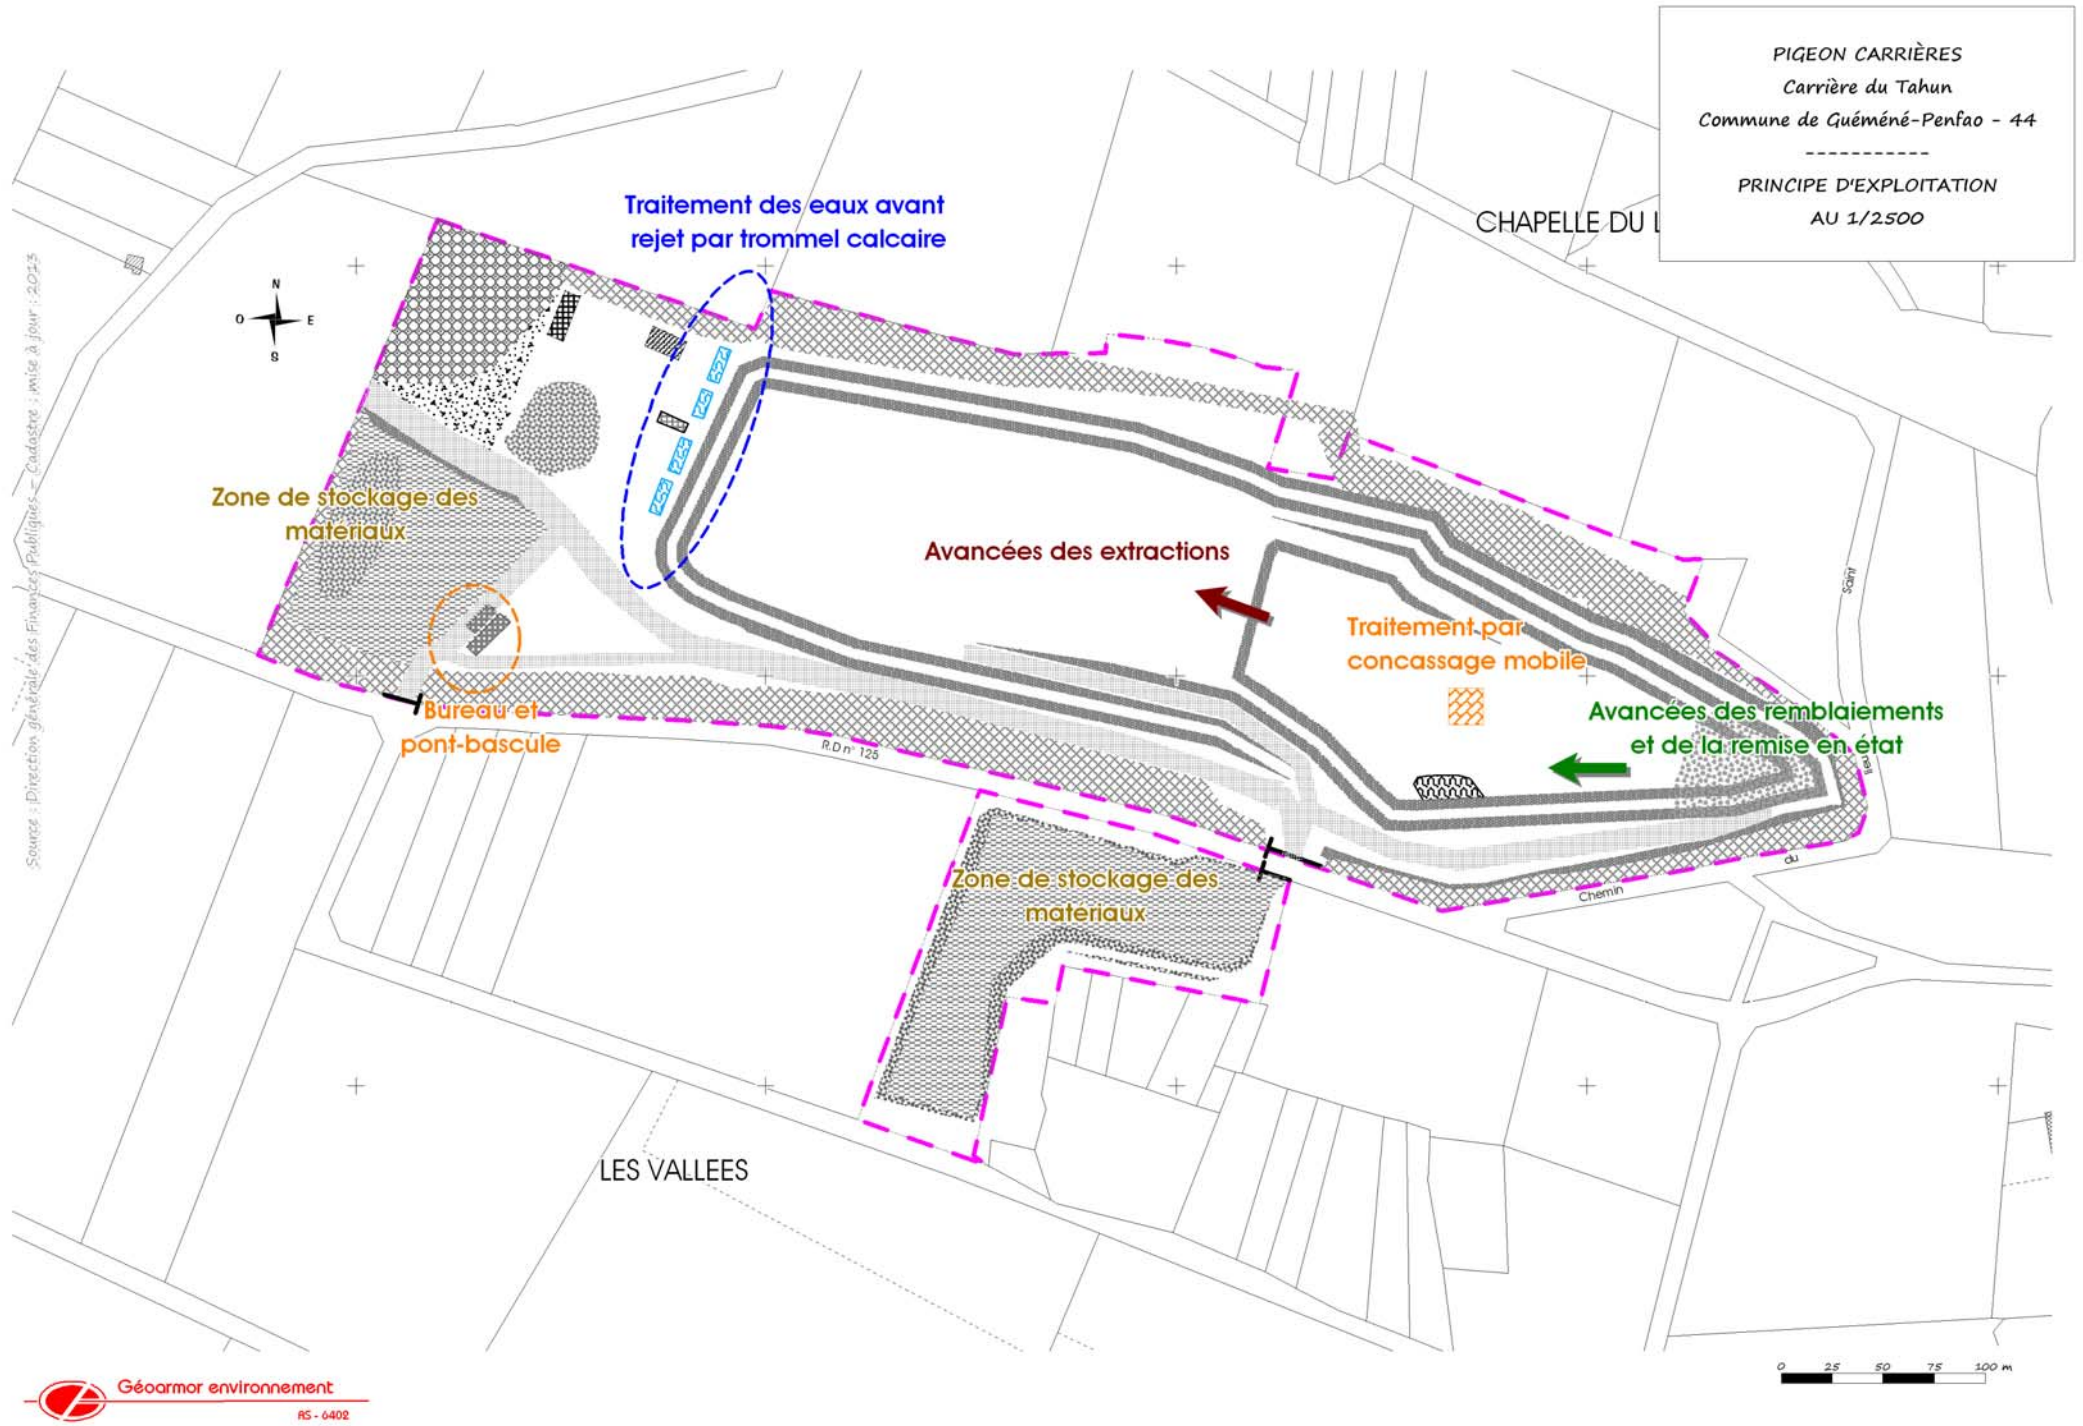 PIGEON CARRIÈRES
Carrière du Tahun
Commune de Guéméné-Penfao - 44
-----------
PRINCIPE D'EXPLOITATION
AU 1/2500
CHAPELLE DU L
Traitement des eaux avant
rejet par trommel calcaire
N
O
E
S
Source : Direction générale des Finances Publiques - Cadastre ; mise à jour : 2013
Zone de stockage des
matériaux
Avancées des extractions
Saint
Traitement par
concassage mobile
Bureau et
pont-bascule
Avancées des remblaiements
et de la remise en état
R.D n° 125
du
Chemin
Zone de stockage des
matériaux
LES VALLEES
0 25 50 75 100 m
Géoarmor environnement
RS - 6402